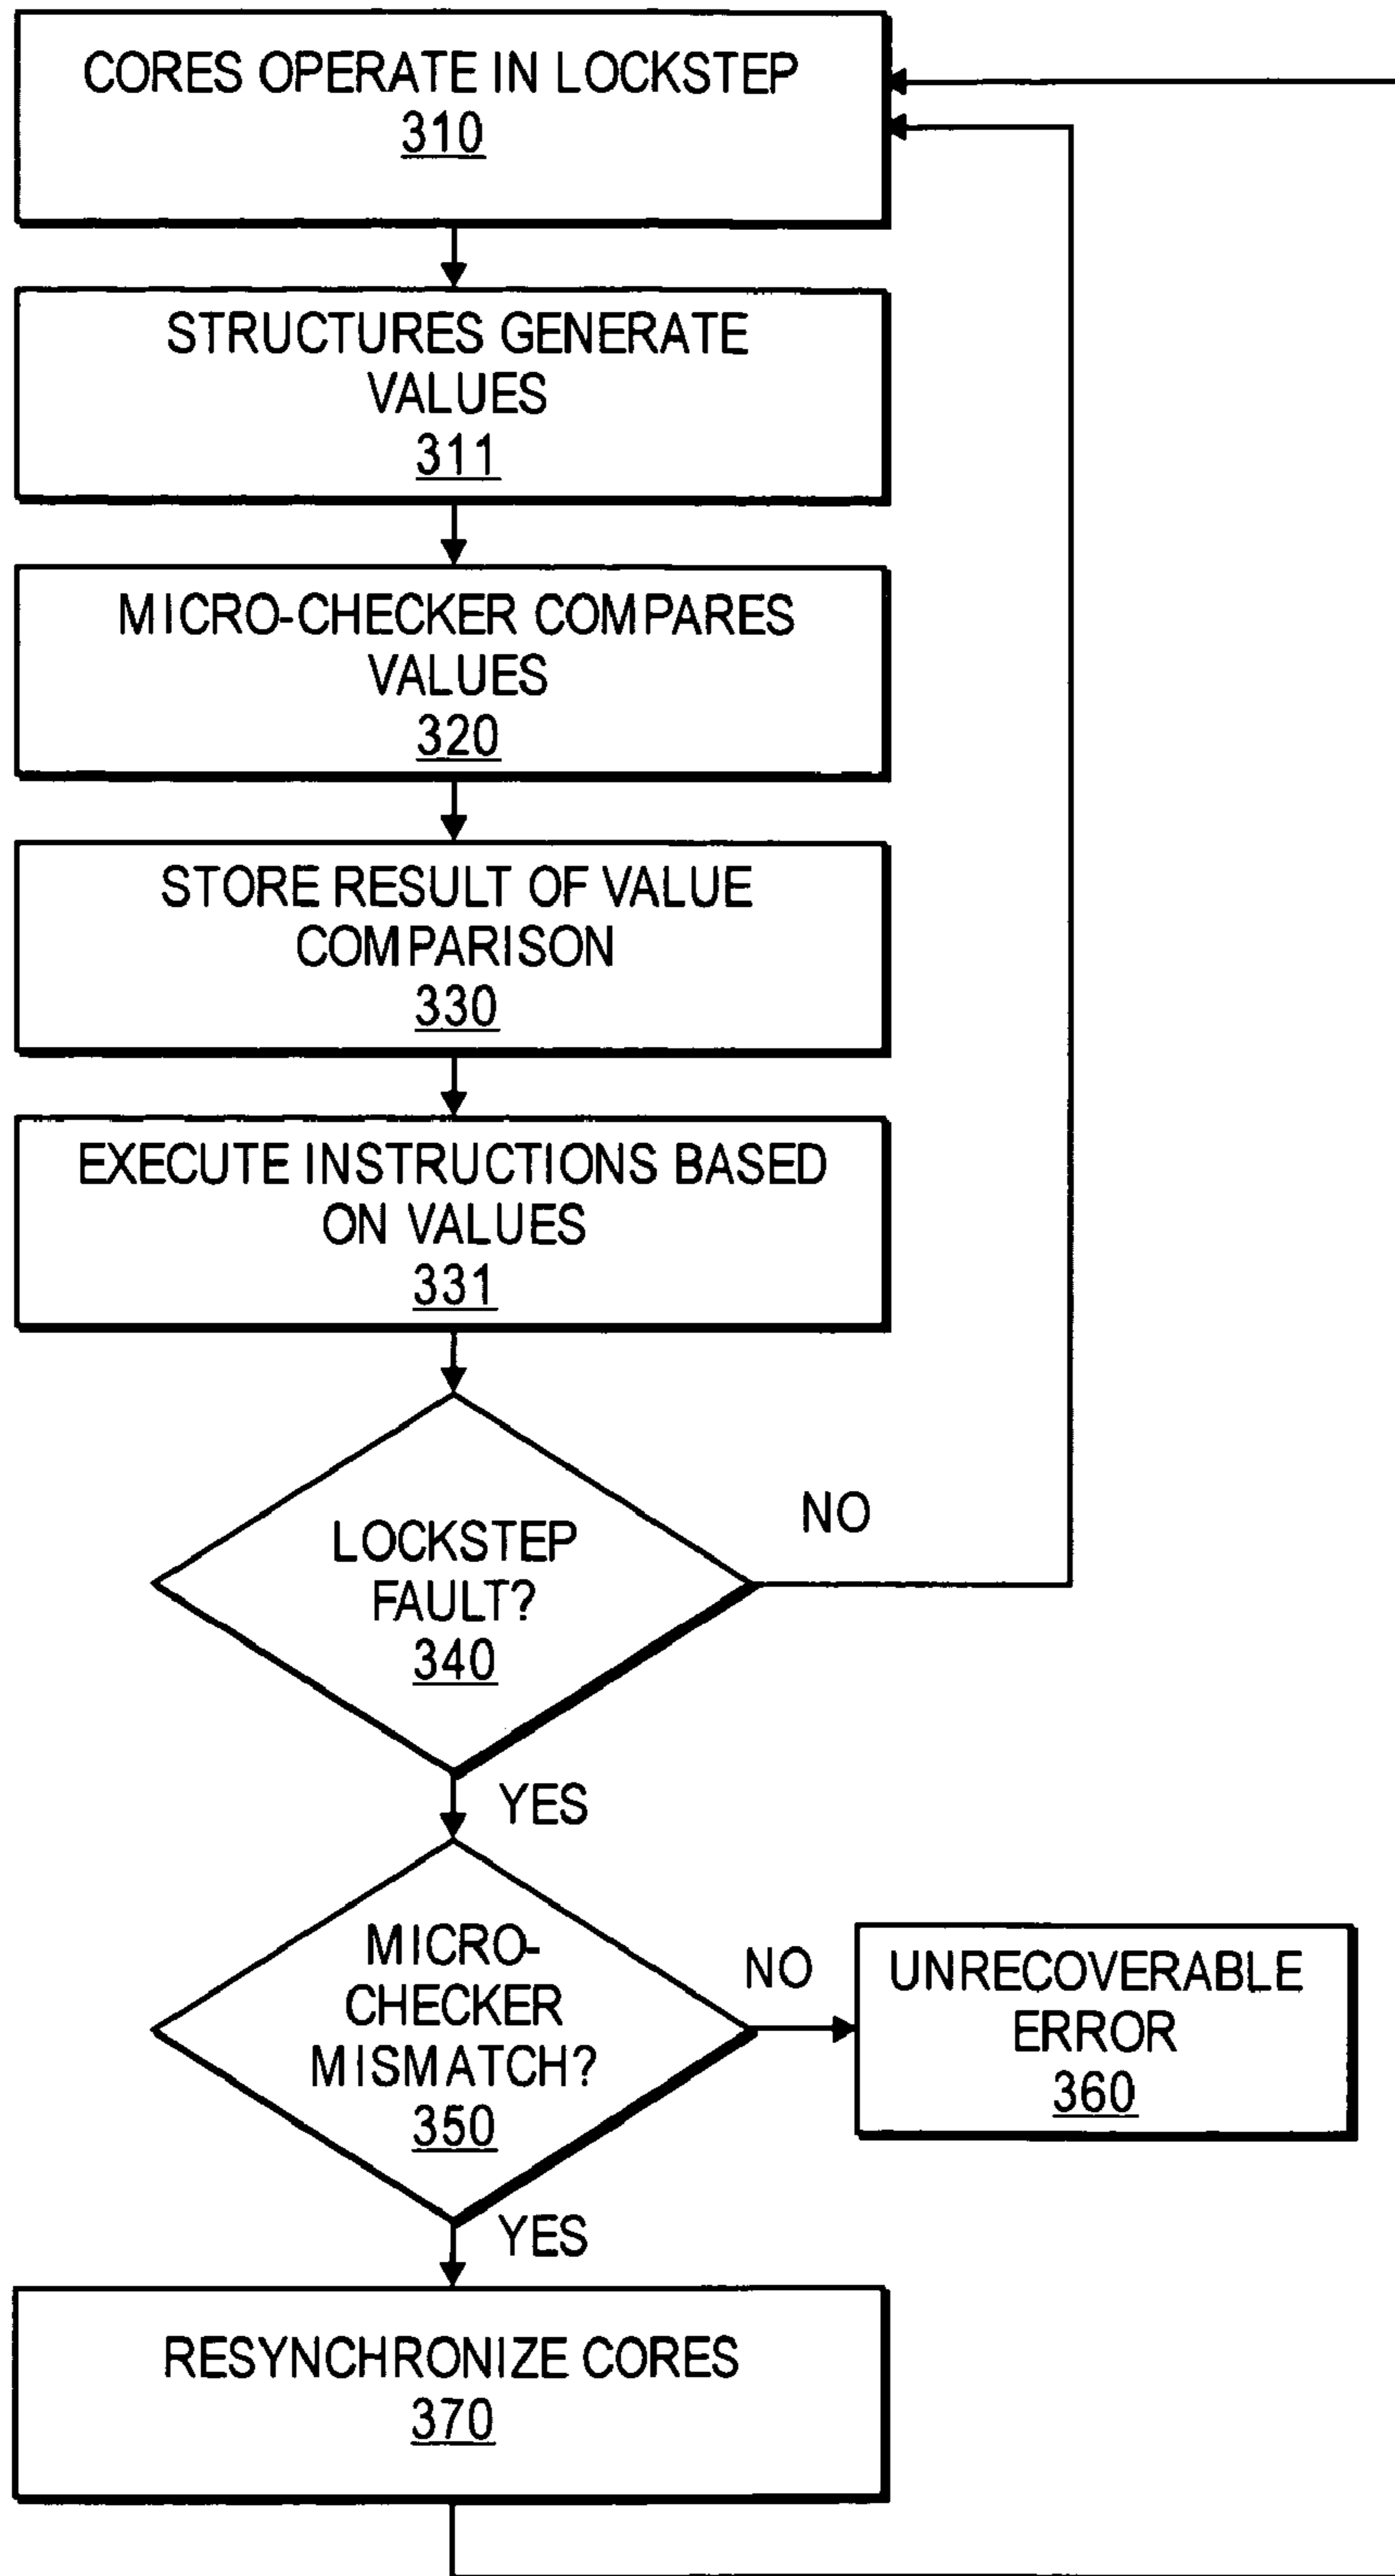 CORES OPERATE IN LOCKSTEP
310
STRUCTURES GENERATE
VALUES
311
MICRO-CHECKER COMPARES
VALUES
320
STORE RESULT OF VALUE
COMPARISON
330
EXECUTE INSTRUCTIONS BASED
ON VALUES
331
LOCKSTEP
FAULT?
340
NO
YES
MICRO-
CHECKER
MISMATCH?
350
NO
UNRECOVERABLE
ERROR
360
YES
RESYNCHRONIZE CORES
370